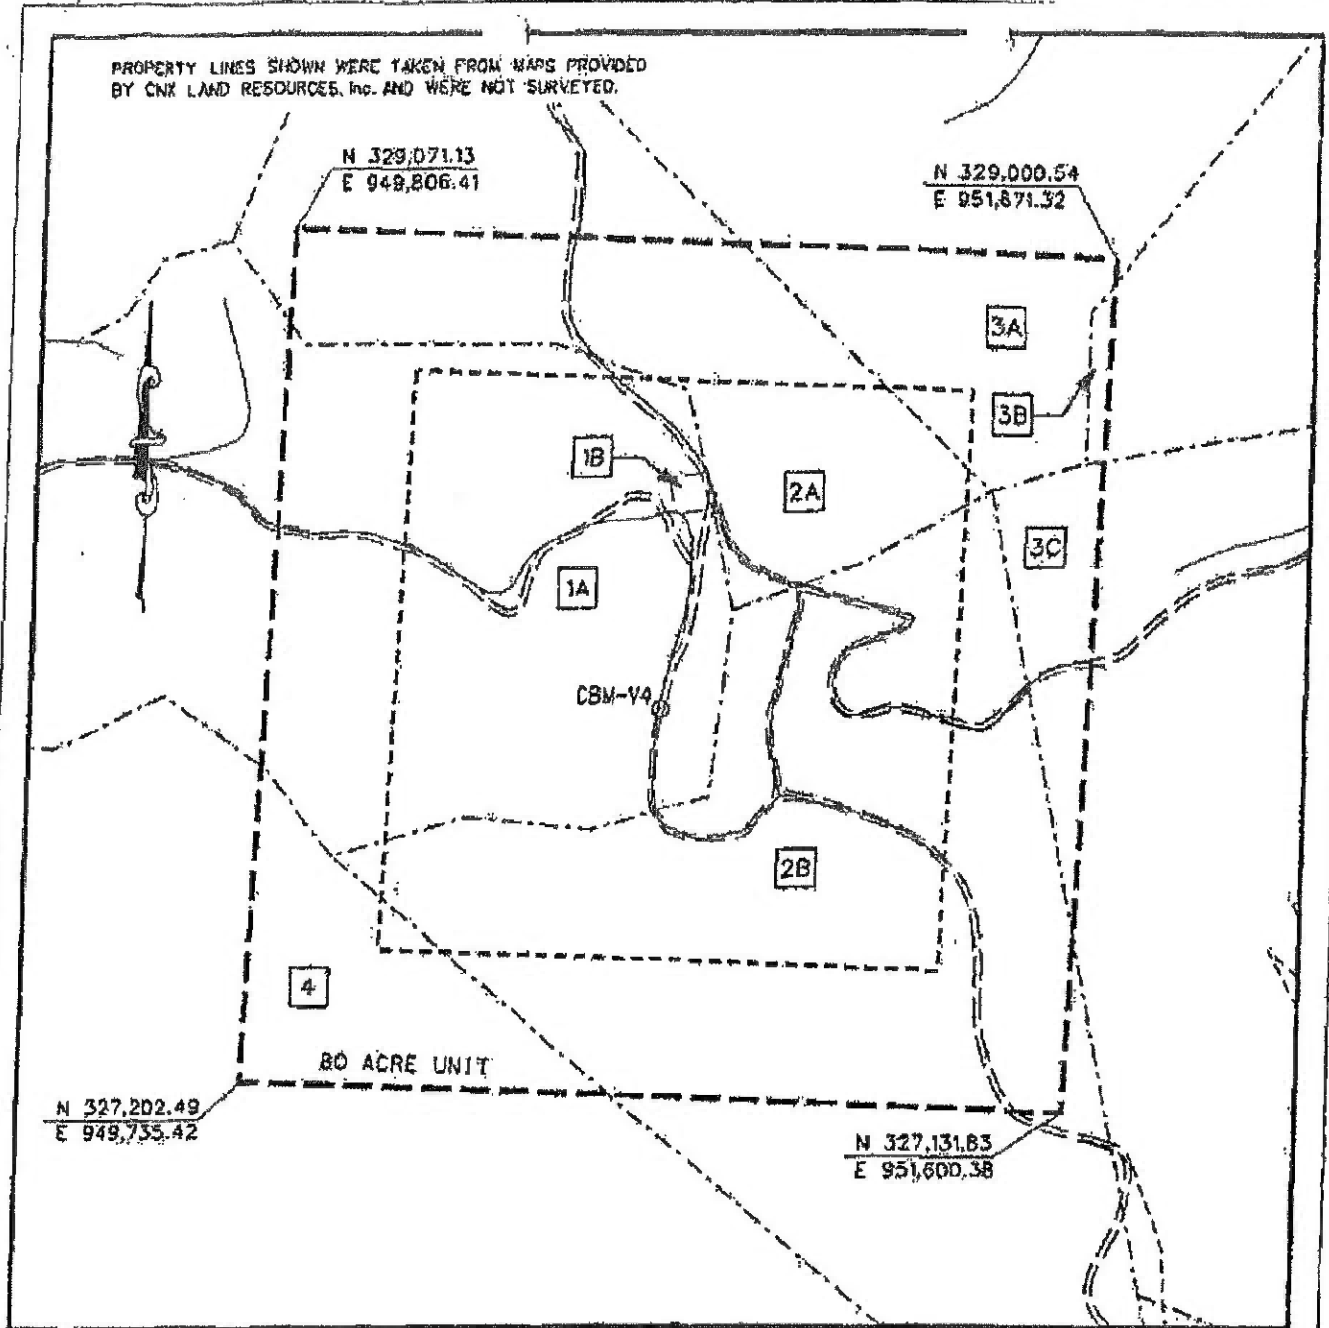 PROPERTY LINES SHOWN WERE TAKEN FROM MAPS PROVIDED
BY CNX LAND RESOURCES, Inc. AND WERE NOT SURVEYED.
N 329,071.13
E 949,806.41
N 329,000.54
E 951,671.32
3A
3B
1B
2A
3C
1A
CBM-V4
2B
4
80 ACRE UNIT
N 327,202.49
E 949,735.42
N 327,131.83
E 951,600.38